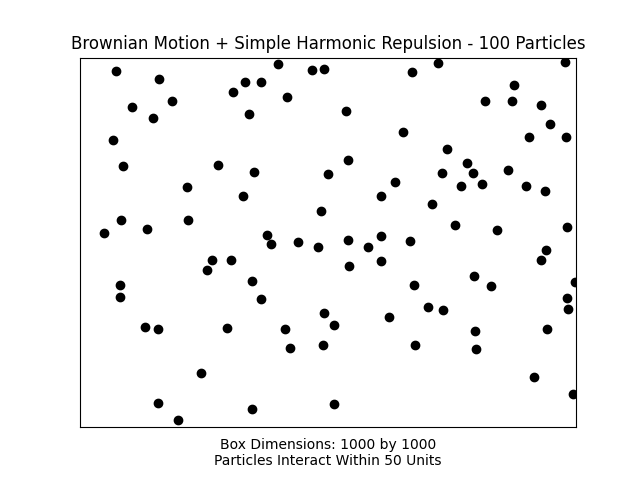 Brownian Motion + Simple Harmonic Repulsion - 100 Particles
Box Dimensions: 1000 by 1000
Particles Interact Within 50 Units